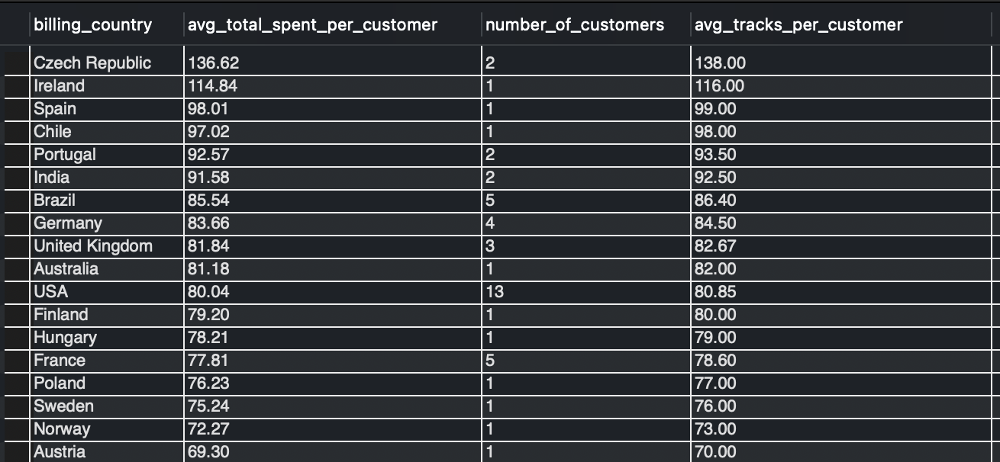 billing_country avg_total_spent_per_customer number_of_customers avg_tracks_per_customer
Czech Republic 136.62 2 138.00
Ireland 114.84 1 116.00
Spain 98.01 1 99.00
Chile 97.02 1 98.00
Portugal 92.57 2 93.50
India 91.58 2 92.50
Brazil 85.54 5 86.40
Germany 83.66 4 84.50
United Kingdom 81.84 3 82.67
Australia 81.18 1 82.00
USA 80.04 13 80.85
Finland 79.20 1 80.00
Hungary 78.21 1 79.00
France 77.81 5 78.60
Poland 76.23 1 77.00
Sweden 75.24 1 76.00
Norway 72.27 1 73.00
Austria 69.30 1 70.00